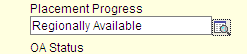 Placement Progress
Regionally Available
OA Status